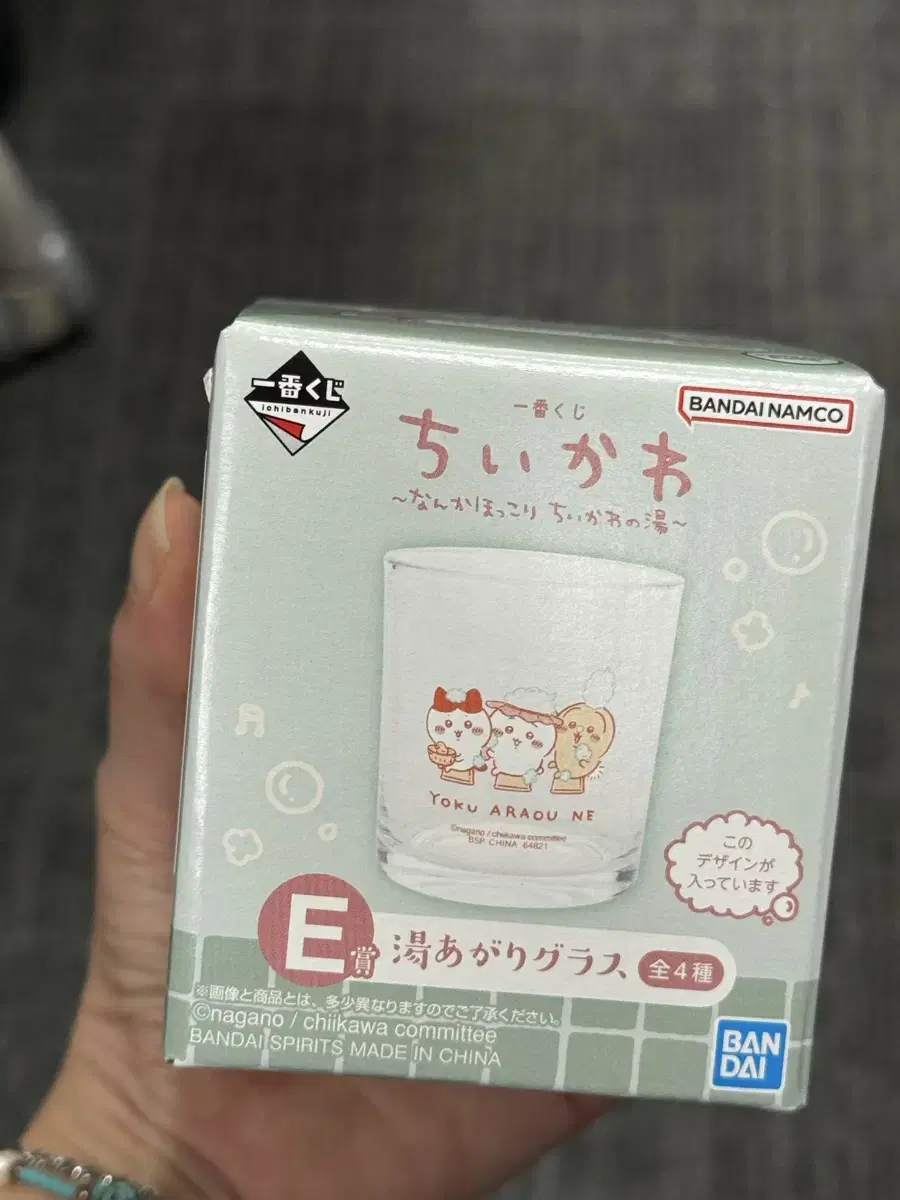 一番くじ
ichibankuji
一番くじ
ちいかわ
～なんかほっこり ちいかわの湯～
BANDAI NAMCO
YOKU ARAOU NE
©nagano / chiikawa committee
BSP CHINA 64821
この
デザインが
入っています
E賞 湯あがりグラス 全4種
※画像と商品とは、多少異なりますのでご了承ください。
©nagano / chiikawa committee
BANDAI SPIRITS MADE IN CHINA
BAN
DAI